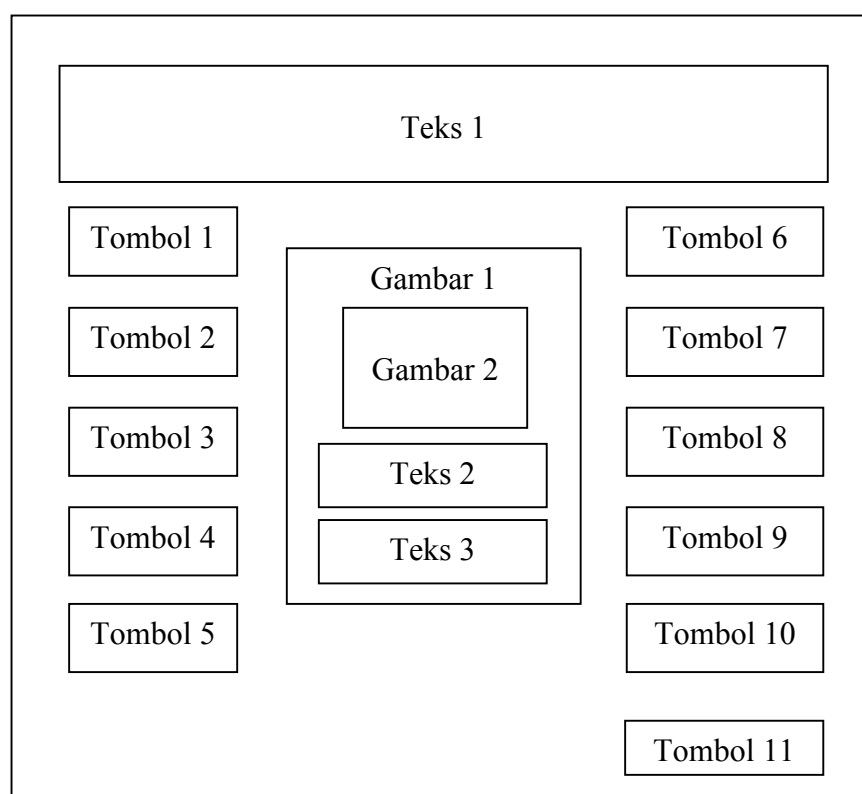 Teks 1
Tombol 1
Tombol 2
Tombol 3
Tombol 4
Tombol 5
Gambar 1
Gambar 2
Teks 2
Teks 3
Tombol 6
Tombol 7
Tombol 8
Tombol 9
Tombol 10
Tombol 11